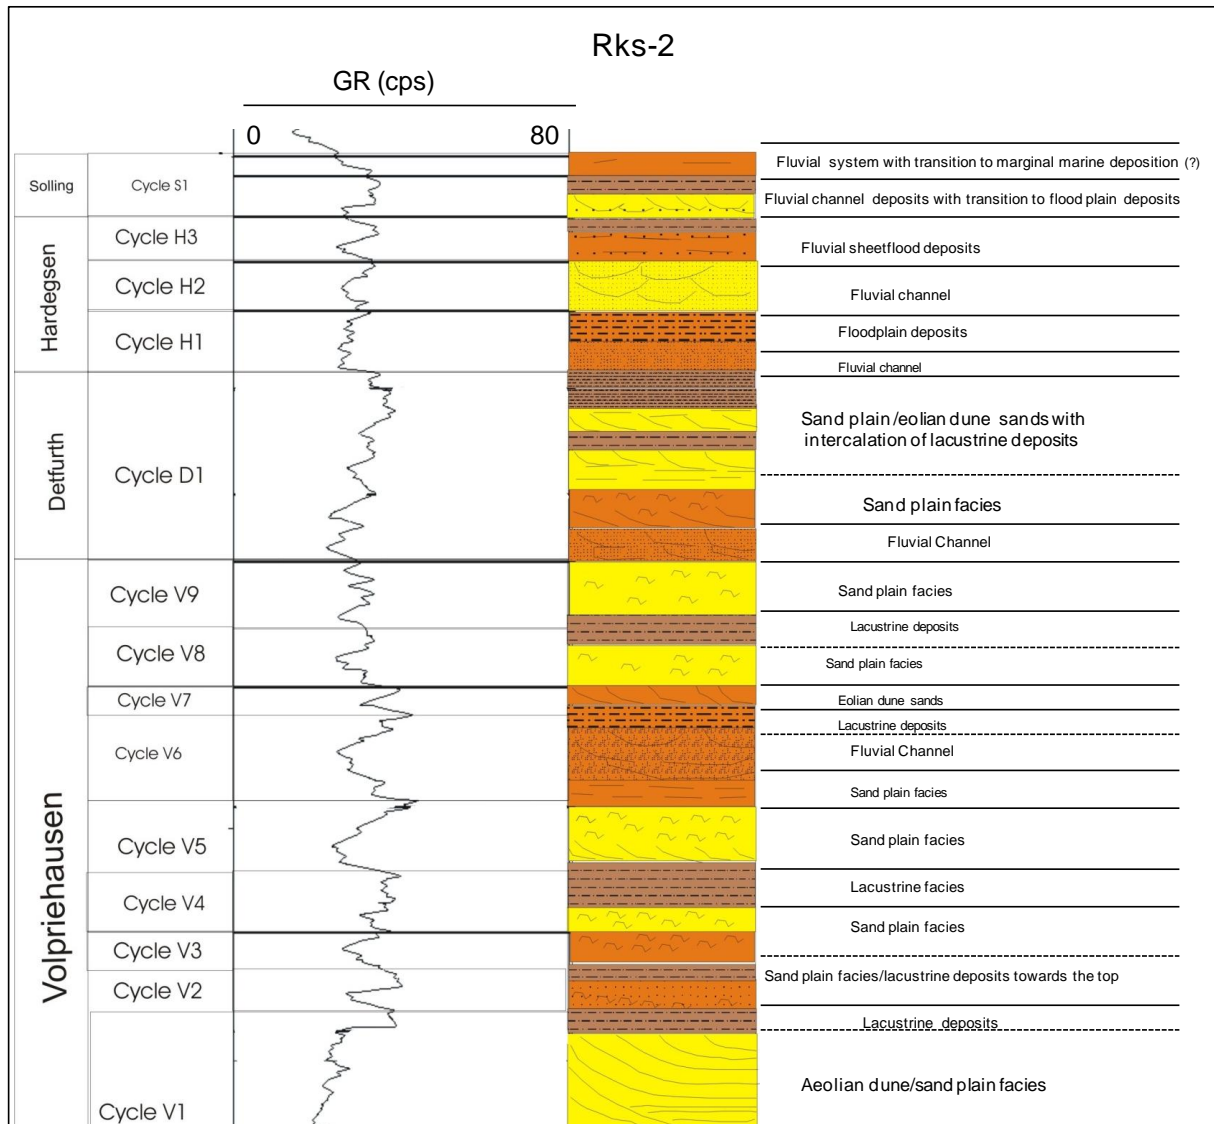 Rks-2
GR (cps)
0 80
Solling
Cycle S1
Fluvial system with transition to marginal marine deposition (?)
Fluvial channel deposits with transition to flood plain deposits
Hardegsen
Cycle H3
Fluvial sheetflood deposits
Cycle H2
Fluvial channel
Cycle H1
Floodplain deposits
Fluvial channel
Detfurth
Cycle D1
Sand plain/eolian dune sands with
intercalation of lacustrine deposits
Sand plain facies
Fluvial Channel
Volpriehausen
Cycle V9
Sand plain facies
Lacustrine deposits
Cycle V8
Sand plain facies
Cycle V7
Eolian dune sands
Lacustrine deposits
Cycle V6
Fluvial Channel
Sand plain facies
Cycle V5
Sand plain facies
Cycle V4
Lacustrine facies
Sand plain facies
Cycle V3
Sand plain facies/lacustrine deposits towards the top
Cycle V2
Lacustrine deposits
Aeolian dune/sand plain facies
Cycle V1